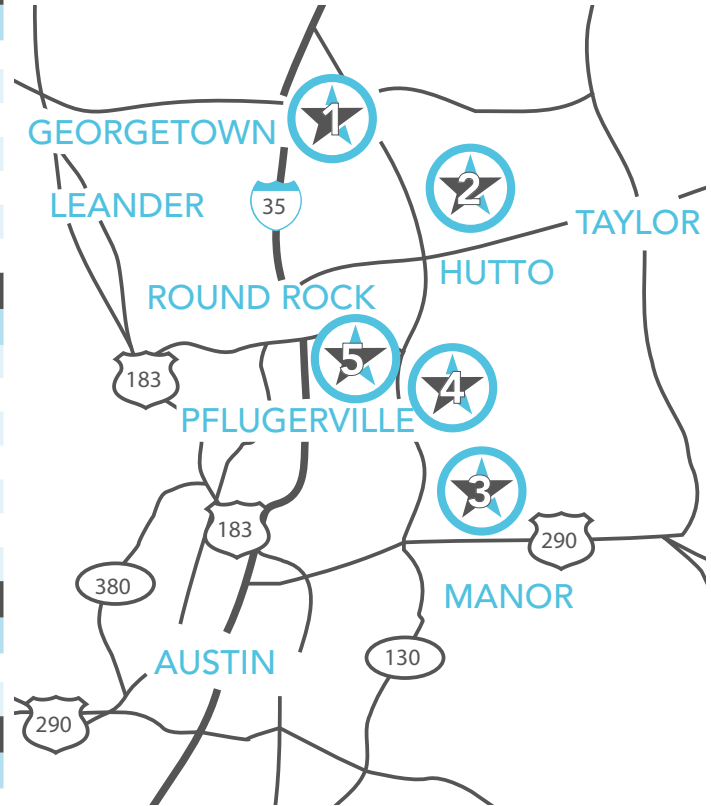 1
GEORGETOWN
2
LEANDER
35
TAYLOR
HUTTO
ROUND ROCK
5
183
4
PFLUGERVILLE
3
183
290
380
MANOR
130
AUSTIN
290